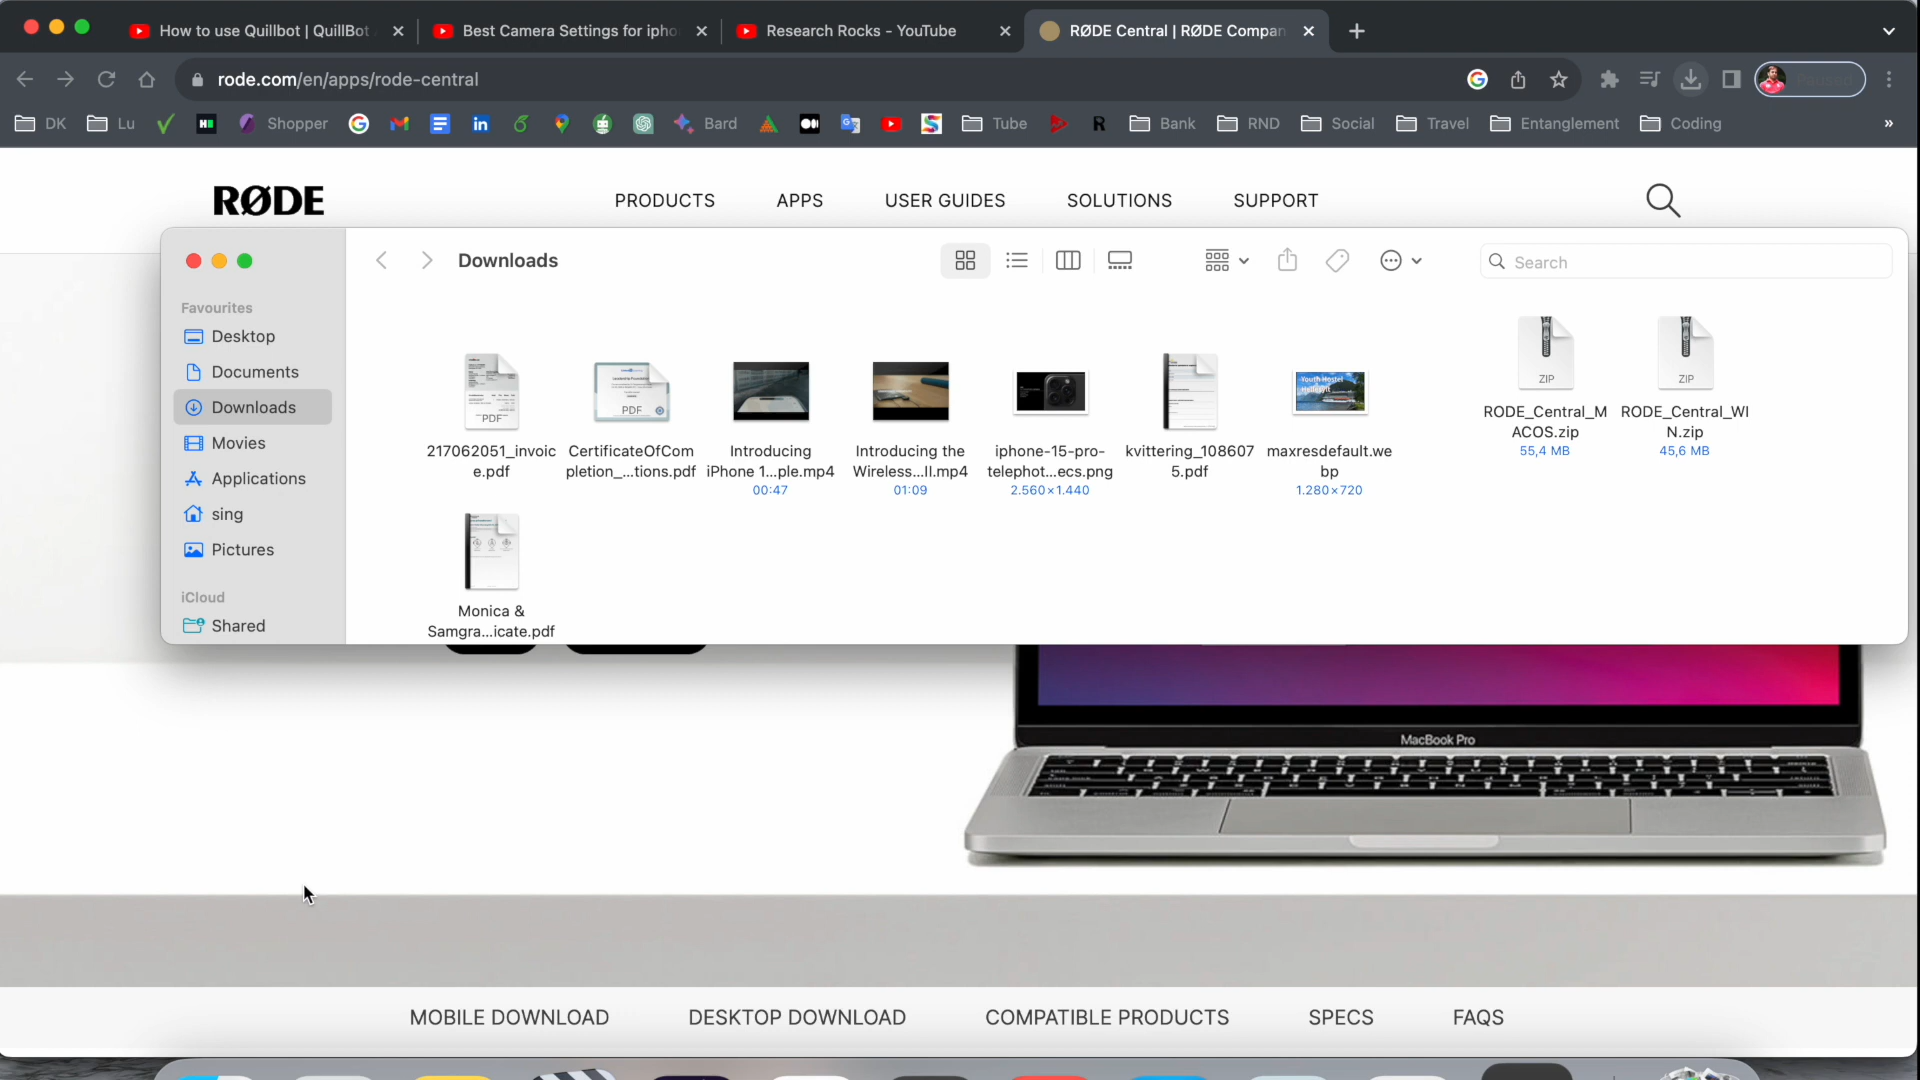 How to use Quillbot | QuillBot
Best Camera Settings for ipho
Research Rocks - YouTube
RØDE Central | RØDE Compan
rode.com/en/apps/rode-central
DK
Lu
Shopper
Bard
Tube
Bank
RND
Social
Travel
Entanglement
Coding
»
RØDE
PRODUCTS
APPS
USER GUIDES
SOLUTIONS
SUPPORT
Downloads
Search
Favourites
Desktop
Documents
Downloads
Movies
Applications
sing
Pictures
iCloud
Shared
PDF
217062051_invoic
e.pdf
PDF
CertificateOfCom
pletion_...tions.pdf
Introducing
iPhone 1...ple.mp4
00:47
Introducing the
Wireless...II.mp4
01:09
iphone-15-pro-
telephot...ecs.png
2.560×1.440
kvittering_108607
5.pdf
Youth Hostel
maxresdefault.we
bp
1.280×720
ZIP
RODE_Central_M
ACOS.zip
55,4 MB
ZIP
RODE_Central_WI
N.zip
45,6 MB
Monica &
Samgra...icate.pdf
MacBook Pro
MOBILE DOWNLOAD
DESKTOP DOWNLOAD
COMPATIBLE PRODUCTS
SPECS
FAQS